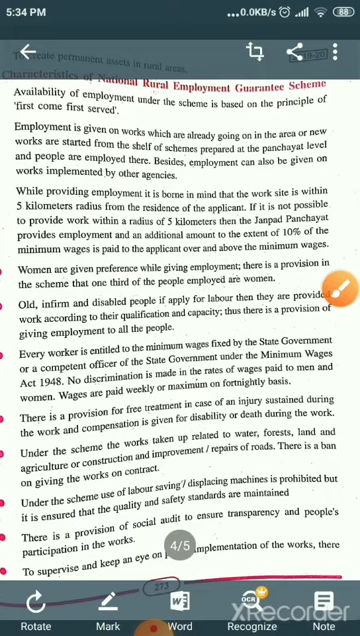 5:34 PM
...0.0KB/s
88
To create permanent assets in rural areas.
Characteristics of National Rural Employment Guarantee Scheme
Availability of employment under the scheme is based on the principle of
'first come first served'.
Employment is given on works which are already going on in the area or new
works are started from the shelf of schemes prepared at the panchayat level
and people are employed there. Besides, employment can also be given on
works implemented by other agencies.
While providing employment it is borne in mind that the work site is within
5 kilometers radius from the residence of the applicant. If it is not possible
to provide work within a radius of 5 kilometers then the Janpad Panchayat
provides employment and an additional amount to the extent of 10% of the
minimum wages is paid to the applicant over and above the minimum wages.
Women are given preference while giving employment; there is a provision in
the scheme that one third of the people employed are women.
Old, infirm and disabled people if apply for labour then they are provided
work according to their qualification and capacity; thus there is a provision of
giving employment to all the people.
Every worker is entitled to the minimum wages fixed by the State Government
or a competent officer of the State Government under the Minimum Wages
Act 1948. No discrimination is made in the rates of wages paid to men and
women. Wages are paid weekly or maximum on fortnightly basis.
There is a provision for free treatment in case of an injury sustained during
the work and compensation is given for disability or death during the work.
Under the scheme the works taken up related to water, forests, land and
agriculture or construction and improvement / repairs of roads. There is a ban
on giving the works on contract.
Under the scheme use of labour saving / displacing machines is prohibited but
it is ensured that the quality and safety standards are maintained
There is a provision of social audit to ensure transparency and people's
participation in the works.
4/5
To supervise and keep an eye on implementation of the works, there
273
Rotate
Mark
Word
OCR
Recognize
Note
XRecorder